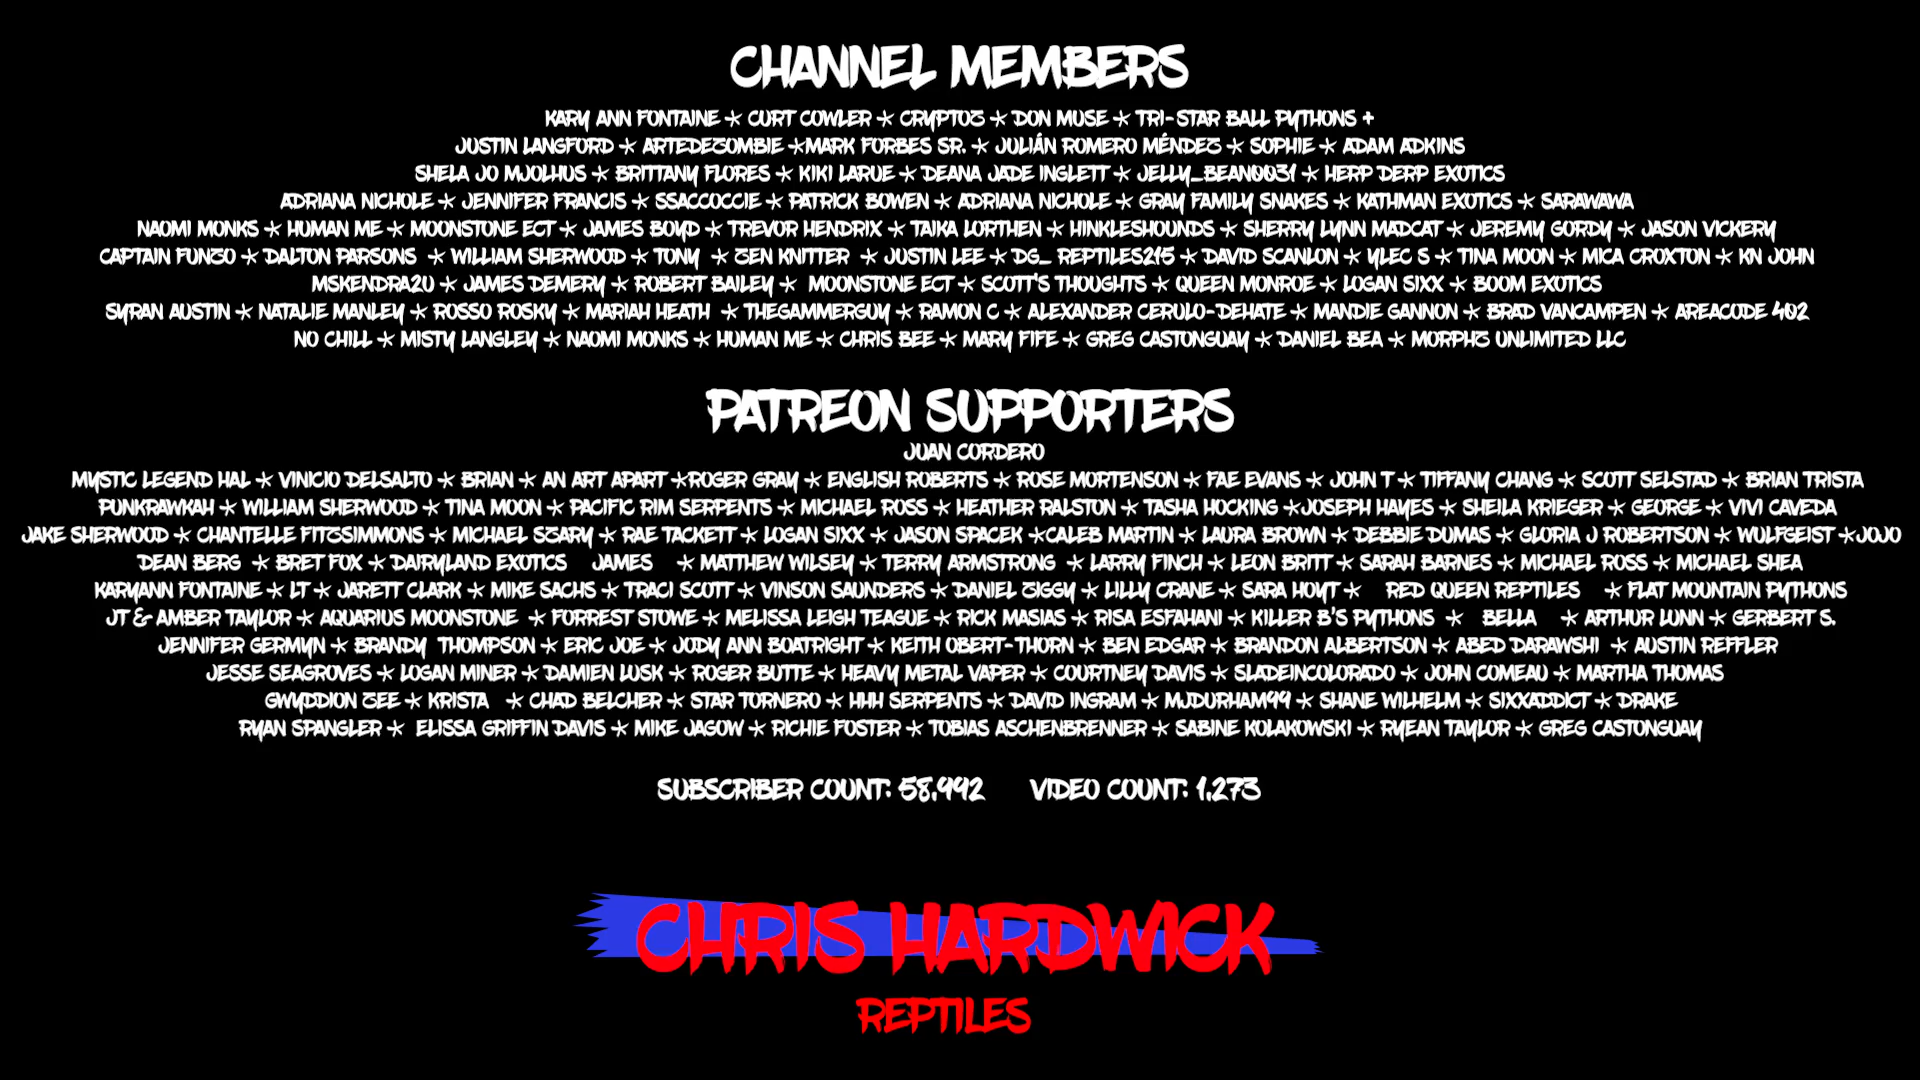 CHANNEL MEMBERS
KARY ANN FONTAINE * CURT COWLER * CRYPTOZ * DON MUSE * TRI-STAR BALL PYTHONS +
JUSTIN LANGFORD * ARTEDEZOMBIE *MARK FORBES SR. * JULIÁN ROMERO MÉNDEZ * SOPHIE * ADAM ADKINS
SHELA JO MJOLHUS * BRITTANY FLORES * KIKI LARUE * DEANA JADE INGLETT * JELLY_BEAN0031 * HERP DERP EXOTICS
ADRIANA NICHOLE * JENNIFER FRANCIS * SSACCOCCIE * PATRICK BOWEN * ADRIANA NICHOLE * GRAY FAMILY SNAKES * KATHMAN EXOTICS * SARAWAWA
NAOMI MONKS * HUMAN ME * MOONSTONE ECT * JAMES BOYD * TREVOR HENDRIX * TAIKA LORTHEN * HINKLESHOUNDS * SHERRY LYNN MADCAT * JEREMY GORDY * JASON VICKERY
CAPTAIN FUNZO * DALTON PARSONS * WILLIAM SHERWOOD * TONY * ZEN KNITTER * JUSTIN LEE * DG_ REPTILES215 * DAVID SCANLON * YLEC S * TINA MOON * MICA CROXTON * KN JOHN
MSKENDRA2U * JAMES DEMERY * ROBERT BAILEY * MOONSTONE ECT * SCOTT'S THOUGHTS * QUEEN MONROE * LOGAN SIXX * BOOM EXOTICS
SYRAN AUSTIN * NATALIE MANLEY * ROSSO ROSKY * MARIAH HEATH * THEGAMMERGUY * RAMON C * ALEXANDER CERULO-DEHATE * MANDIE GANNON * BRAD VANCAMPEN * AREACODE 402
NO CHILL * MISTY LANGLEY * NAOMI MONKS * HUMAN ME * CHRIS BEE * MARY FIFE * GREG CASTONGUAY * DANIEL BEA * MORPHZ UNLIMITED LLC
PATREON SUPPORTERS
JUAN CORDERO
MYSTIC LEGEND HAL * VINICIO DELSALTO * BRIAN * AN ART APART *ROGER GRAY * ENGLISH ROBERTS * ROSE MORTENSON * FAE EVANS * JOHN T * TIFFANY CHANG * SCOTT SELSTAD * BRIAN TRISTA
PUNKRAWKAH * WILLIAM SHERWOOD * TINA MOON * PACIFIC RIM SERPENTS * MICHAEL ROSS * HEATHER RALSTON * TASHA HOCKING *JOSEPH HAYES * SHEILA KRIEGER * GEORGE * VIVI CAVEDA
JAKE SHERWOOD * CHANTELLE FITZSIMMONS * MICHAEL SZARY * RAE TACKETT * LOGAN SIXX * JASON SPACEK *CALEB MARTIN * LAURA BROWN * DEBBIE DUMAS * GLORIA J ROBERTSON * WULFGEIST *JOJO
DEAN BERG * BRET FOX * DAIRYLAND EXOTICS JAMES * MATTHEW WILSEY * TERRY ARMSTRONG * LARRY FINCH * LEON BRITT * SARAH BARNES * MICHAEL ROSS * MICHAEL SHEA
KARYANN FONTAINE * LT * JARETT CLARK * MIKE SACHS * TRACI SCOTT * VINSON SAUNDERS * DANIEL ZIGGY * LILLY CRANE * SARA HOYT * RED QUEEN REPTILES * FLAT MOUNTAIN PYTHONS
JT & AMBER TAYLOR * AQUARIUS MOONSTONE * FORREST STOWE * MELISSA LEIGH TEAGUE * RICK MASIAS * RISA ESFAHANI * KILLER B'S PYTHONS * BELLA * ARTHUR LUNN * GERBERT S.
JENNIFER GERMYN * BRANDY THOMPSON * ERIC JOE * JODY ANN BOATRIGHT * KEITH OBERT-THORN * BEN EDGAR * BRANDON ALBERTSON * ABED DARAWSHI * AUSTIN REFFLER
JESSE SEAGROVES * LOGAN MINER * DAMIEN LUSK * ROGER BUTTE * HEAVY METAL VAPER * COURTNEY DAVIS * SLADEINCOLORADO * JOHN COMEAU * MARTHA THOMAS
GWYDDION ZEE * KRISTA * CHAD BELCHER * STAR TORNERO * HHH SERPENTS * DAVID INGRAM * MJDURHAM99 * SHANE WILHELM * SIXXADDICT * DRAKE
RYAN SPANGLER * ELISSA GRIFFIN DAVIS * MIKE JAGOW * RICHIE FOSTER * TOBIAS ASCHENBRENNER * SABINE KOLAKOWSKI * RYEAN TAYLOR * GREG CASTONGUAY
SUBSCRIBER COUNT: 58,992 VIDEO COUNT: 1,273
CHRIS HARDWICK
REPTILES